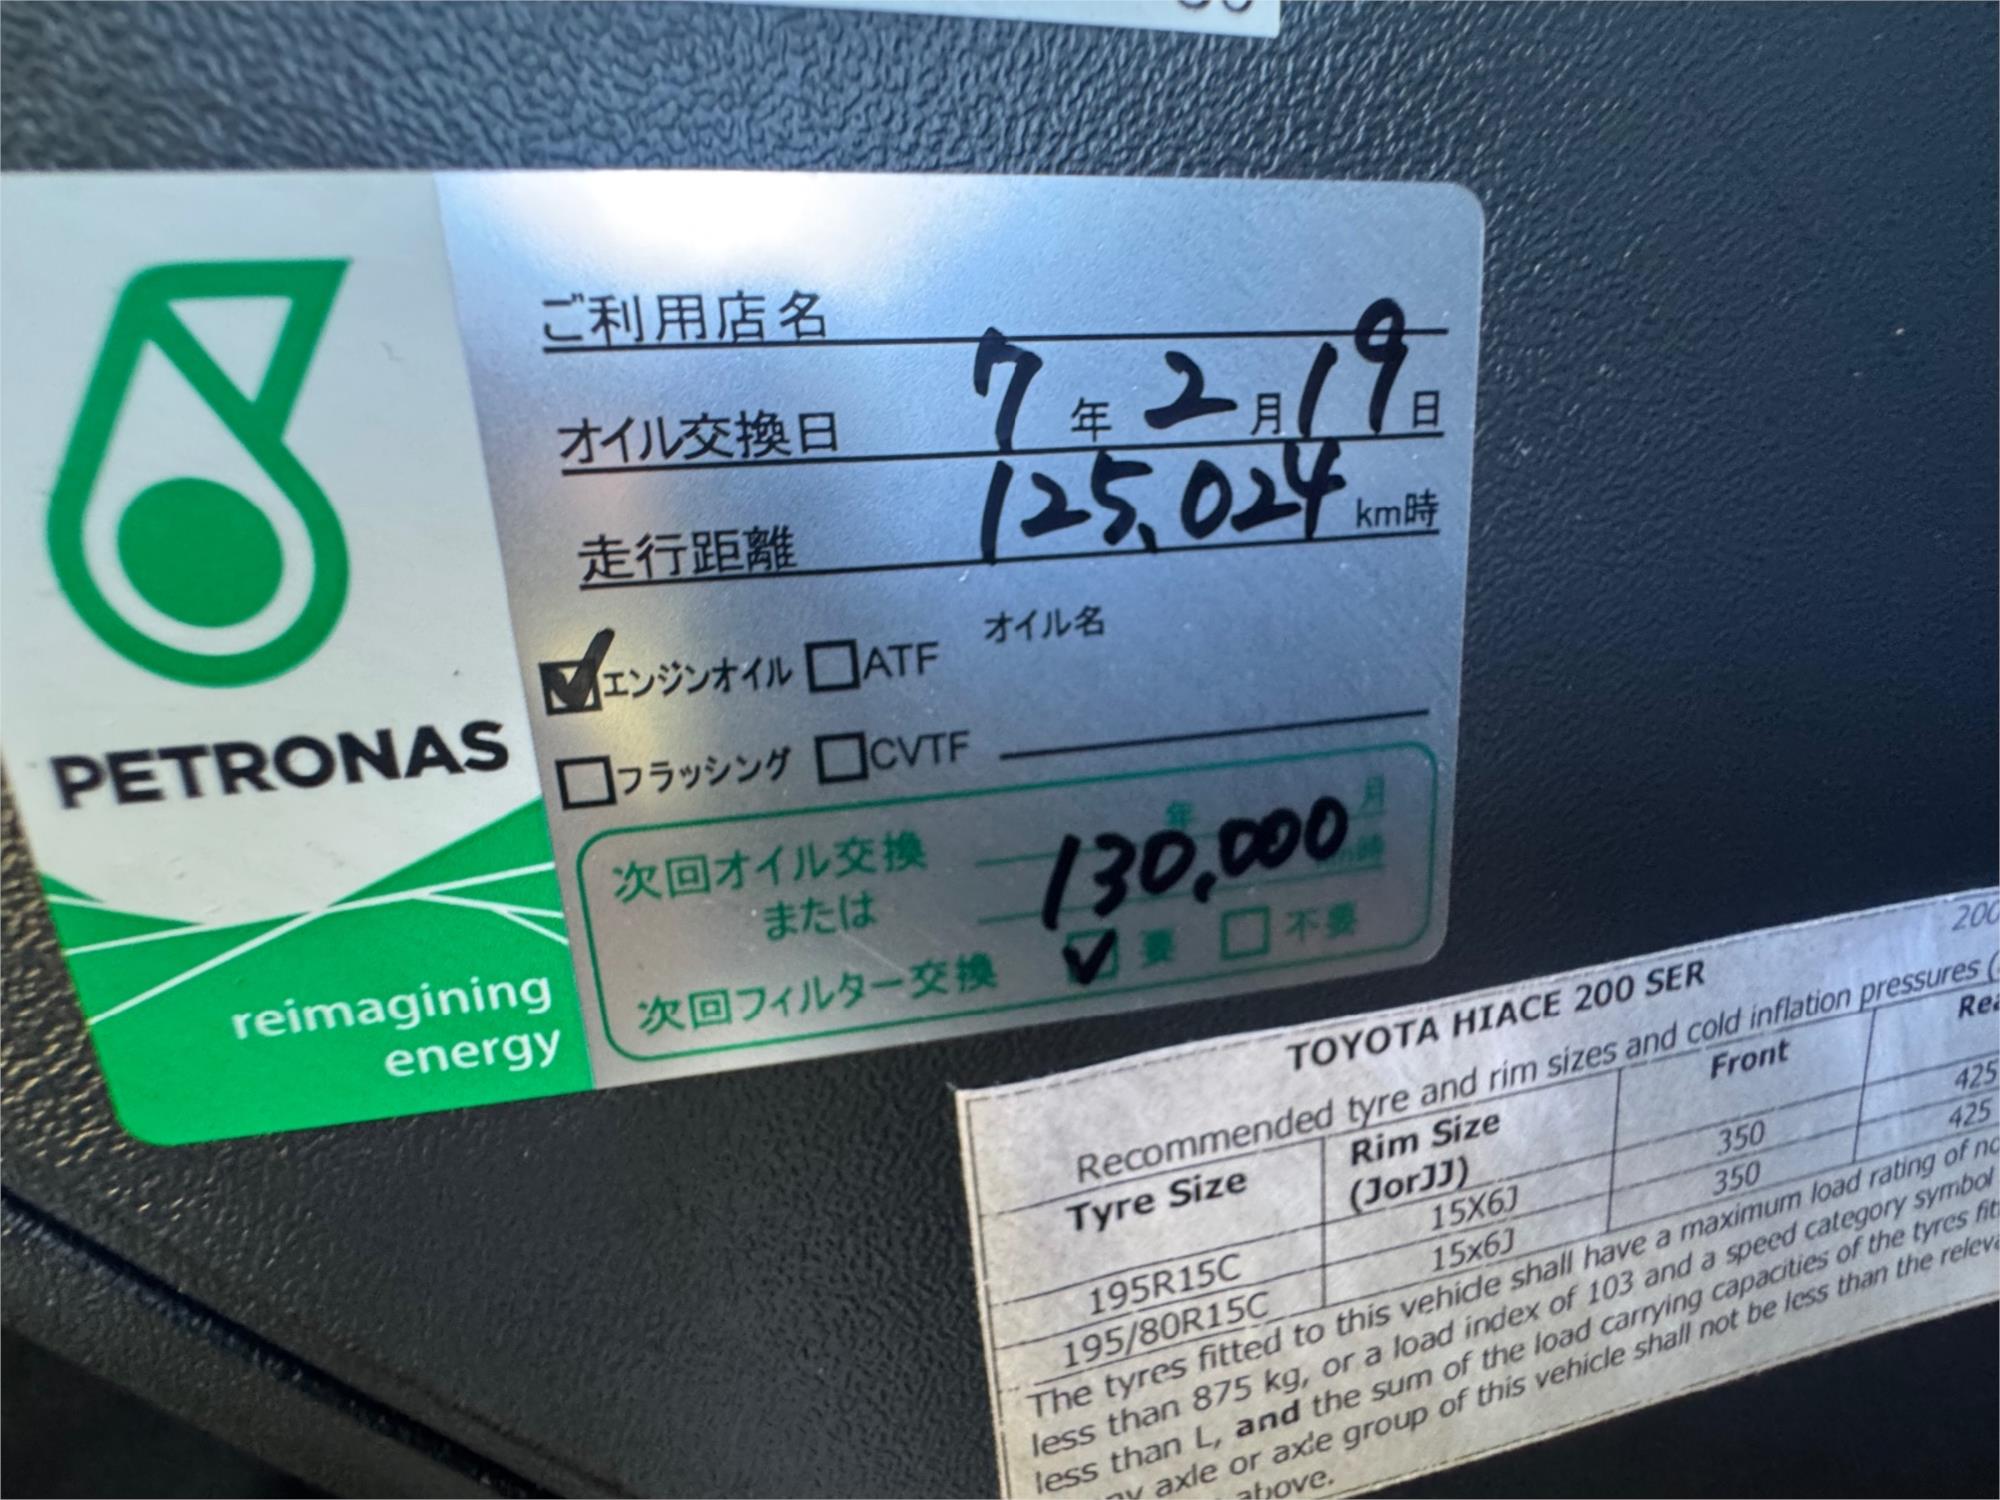 PETRONAS
reimagining
energy
ご利用店名
オイル交換日 7年2月19日
走行距離 125,024 km時
エンジンオイル ATF オイル名
フラッシング CVTF
年 月
次回オイル交換 130,000
または
次回フィルター交換 要 不要
TOYOTA HIACE 200 SER
Recommended tyre and rim sizes and cold inflation pressures (
Tyre Size Rim Size (JorJJ) Front
195R15C 15X6J 350 425
195/80R15C 15x6J 350 425
The tyres fitted to this vehicle shall have a maximum load rating of
less than 875 kg, or a load index of 103 and a speed category symbol
less than L, and the sum of the load carrying capacities of the tyres
axle or axle group of this vehicle shall not be less than the
above.